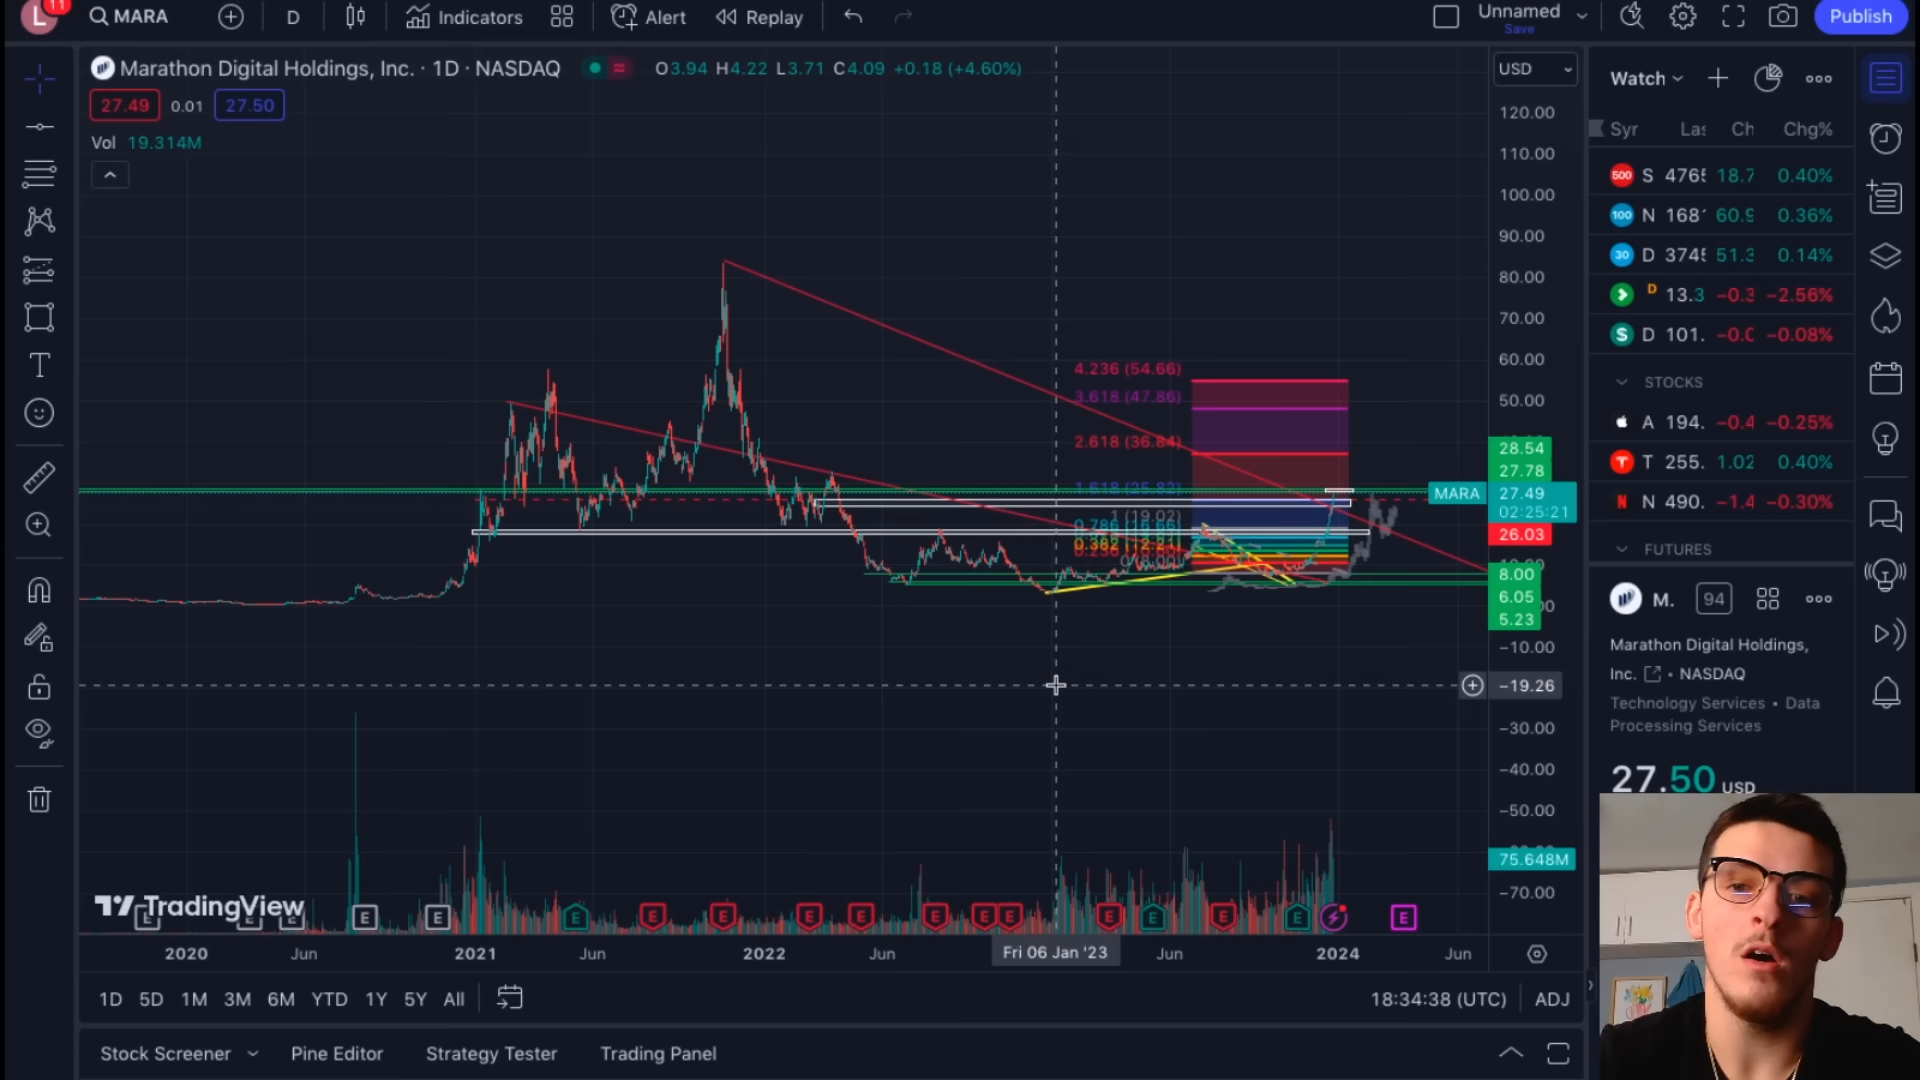 L 11 MARA D Indicators Alert Replay Unnamed Save Publish
Marathon Digital Holdings, Inc. · 1D · NASDAQ O3.94 H4.22 L3.71 C4.09 +0.18 (+4.60%)
27.49 0.01 27.50
Vol 19.314M
USD
120.00
110.00
100.00
90.00
80.00
70.00
60.00
50.00
28.54
27.78
MARA 27.49
02:25:21
26.03
8.00
6.05
5.23
−10.00
−19.26
−30.00
−40.00
−50.00
75.648M
−70.00
4.236 (54.66)
3.618 (47.86)
2.618 (36.84)
1.618 (25.82)
1 (19.02)
TradingView
E E E E E E E E E E E E E E E E E E E
2020 Jun 2021 Jun 2022 Jun Fri 06 Jan '23 Jun 2024 Jun
1D 5D 1M 3M 6M YTD 1Y 5Y All 18:34:38 (UTC) ADJ
Stock Screener Pine Editor Strategy Tester Trading Panel
Watch
Syr Las Ch Chg%
500 S 4765 18.7 0.40%
100 N 1681 60.9 0.36%
30 D 3745 51.3 0.14%
D 13.3 −0.3 −2.56%
S D 101. −0.0 −0.08%
STOCKS
A 194. −0.4 −0.25%
T T 255. 1.02 0.40%
N N 490. −1.4 −0.30%
FUTURES
M. 94
Marathon Digital Holdings,
Inc. • NASDAQ
Technology Services • Data
Processing Services
27.50 USD